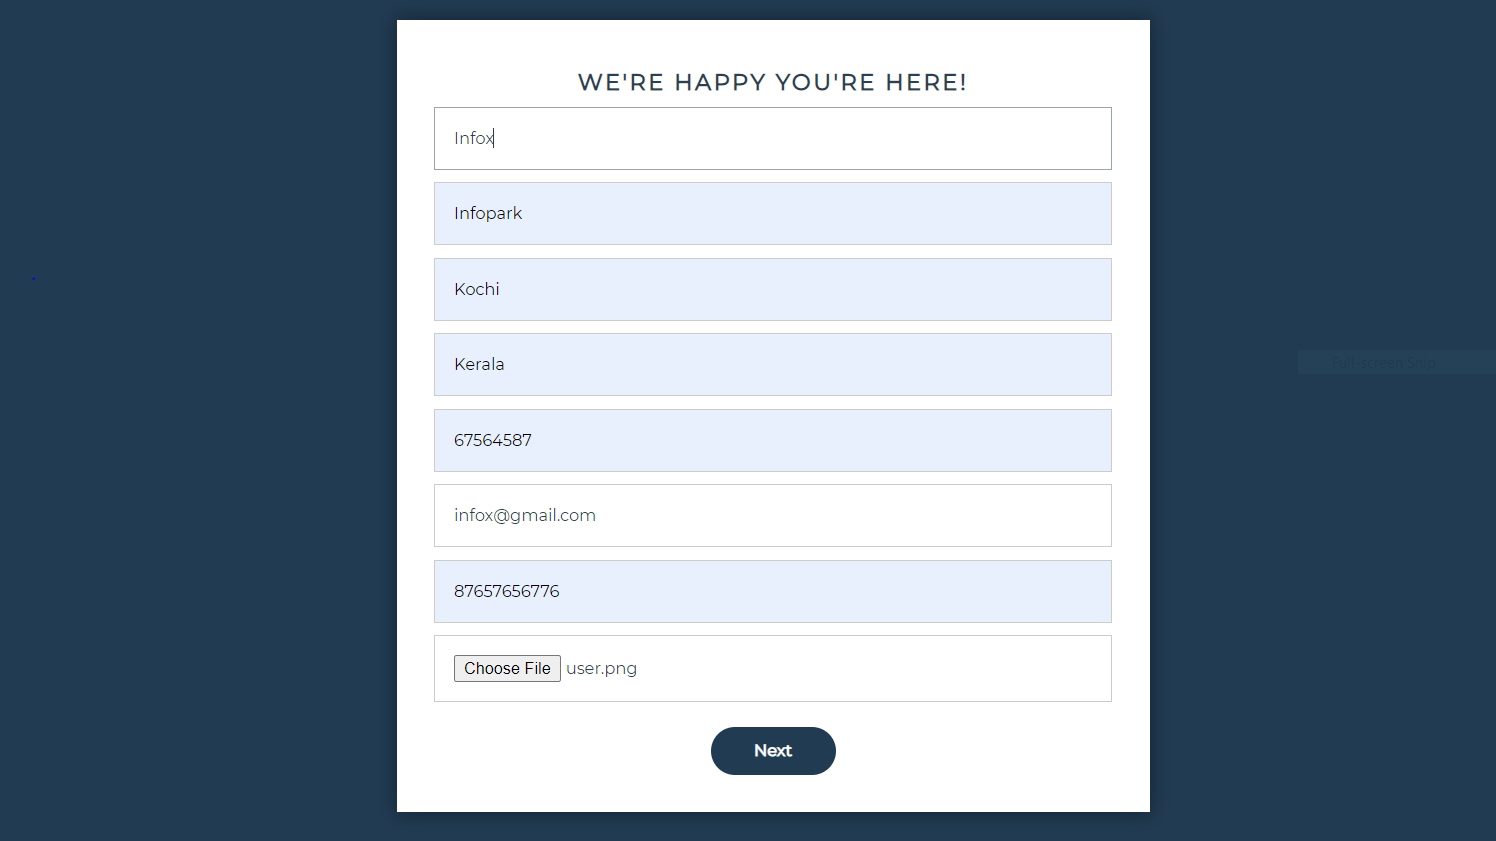 WE'RE HAPPY YOU'RE HERE!
Infox
Infopark
Kochi
Kerala
67564587
infox@gmail.com
87657656776
Choose File user.png
Full-screen Snip
Next